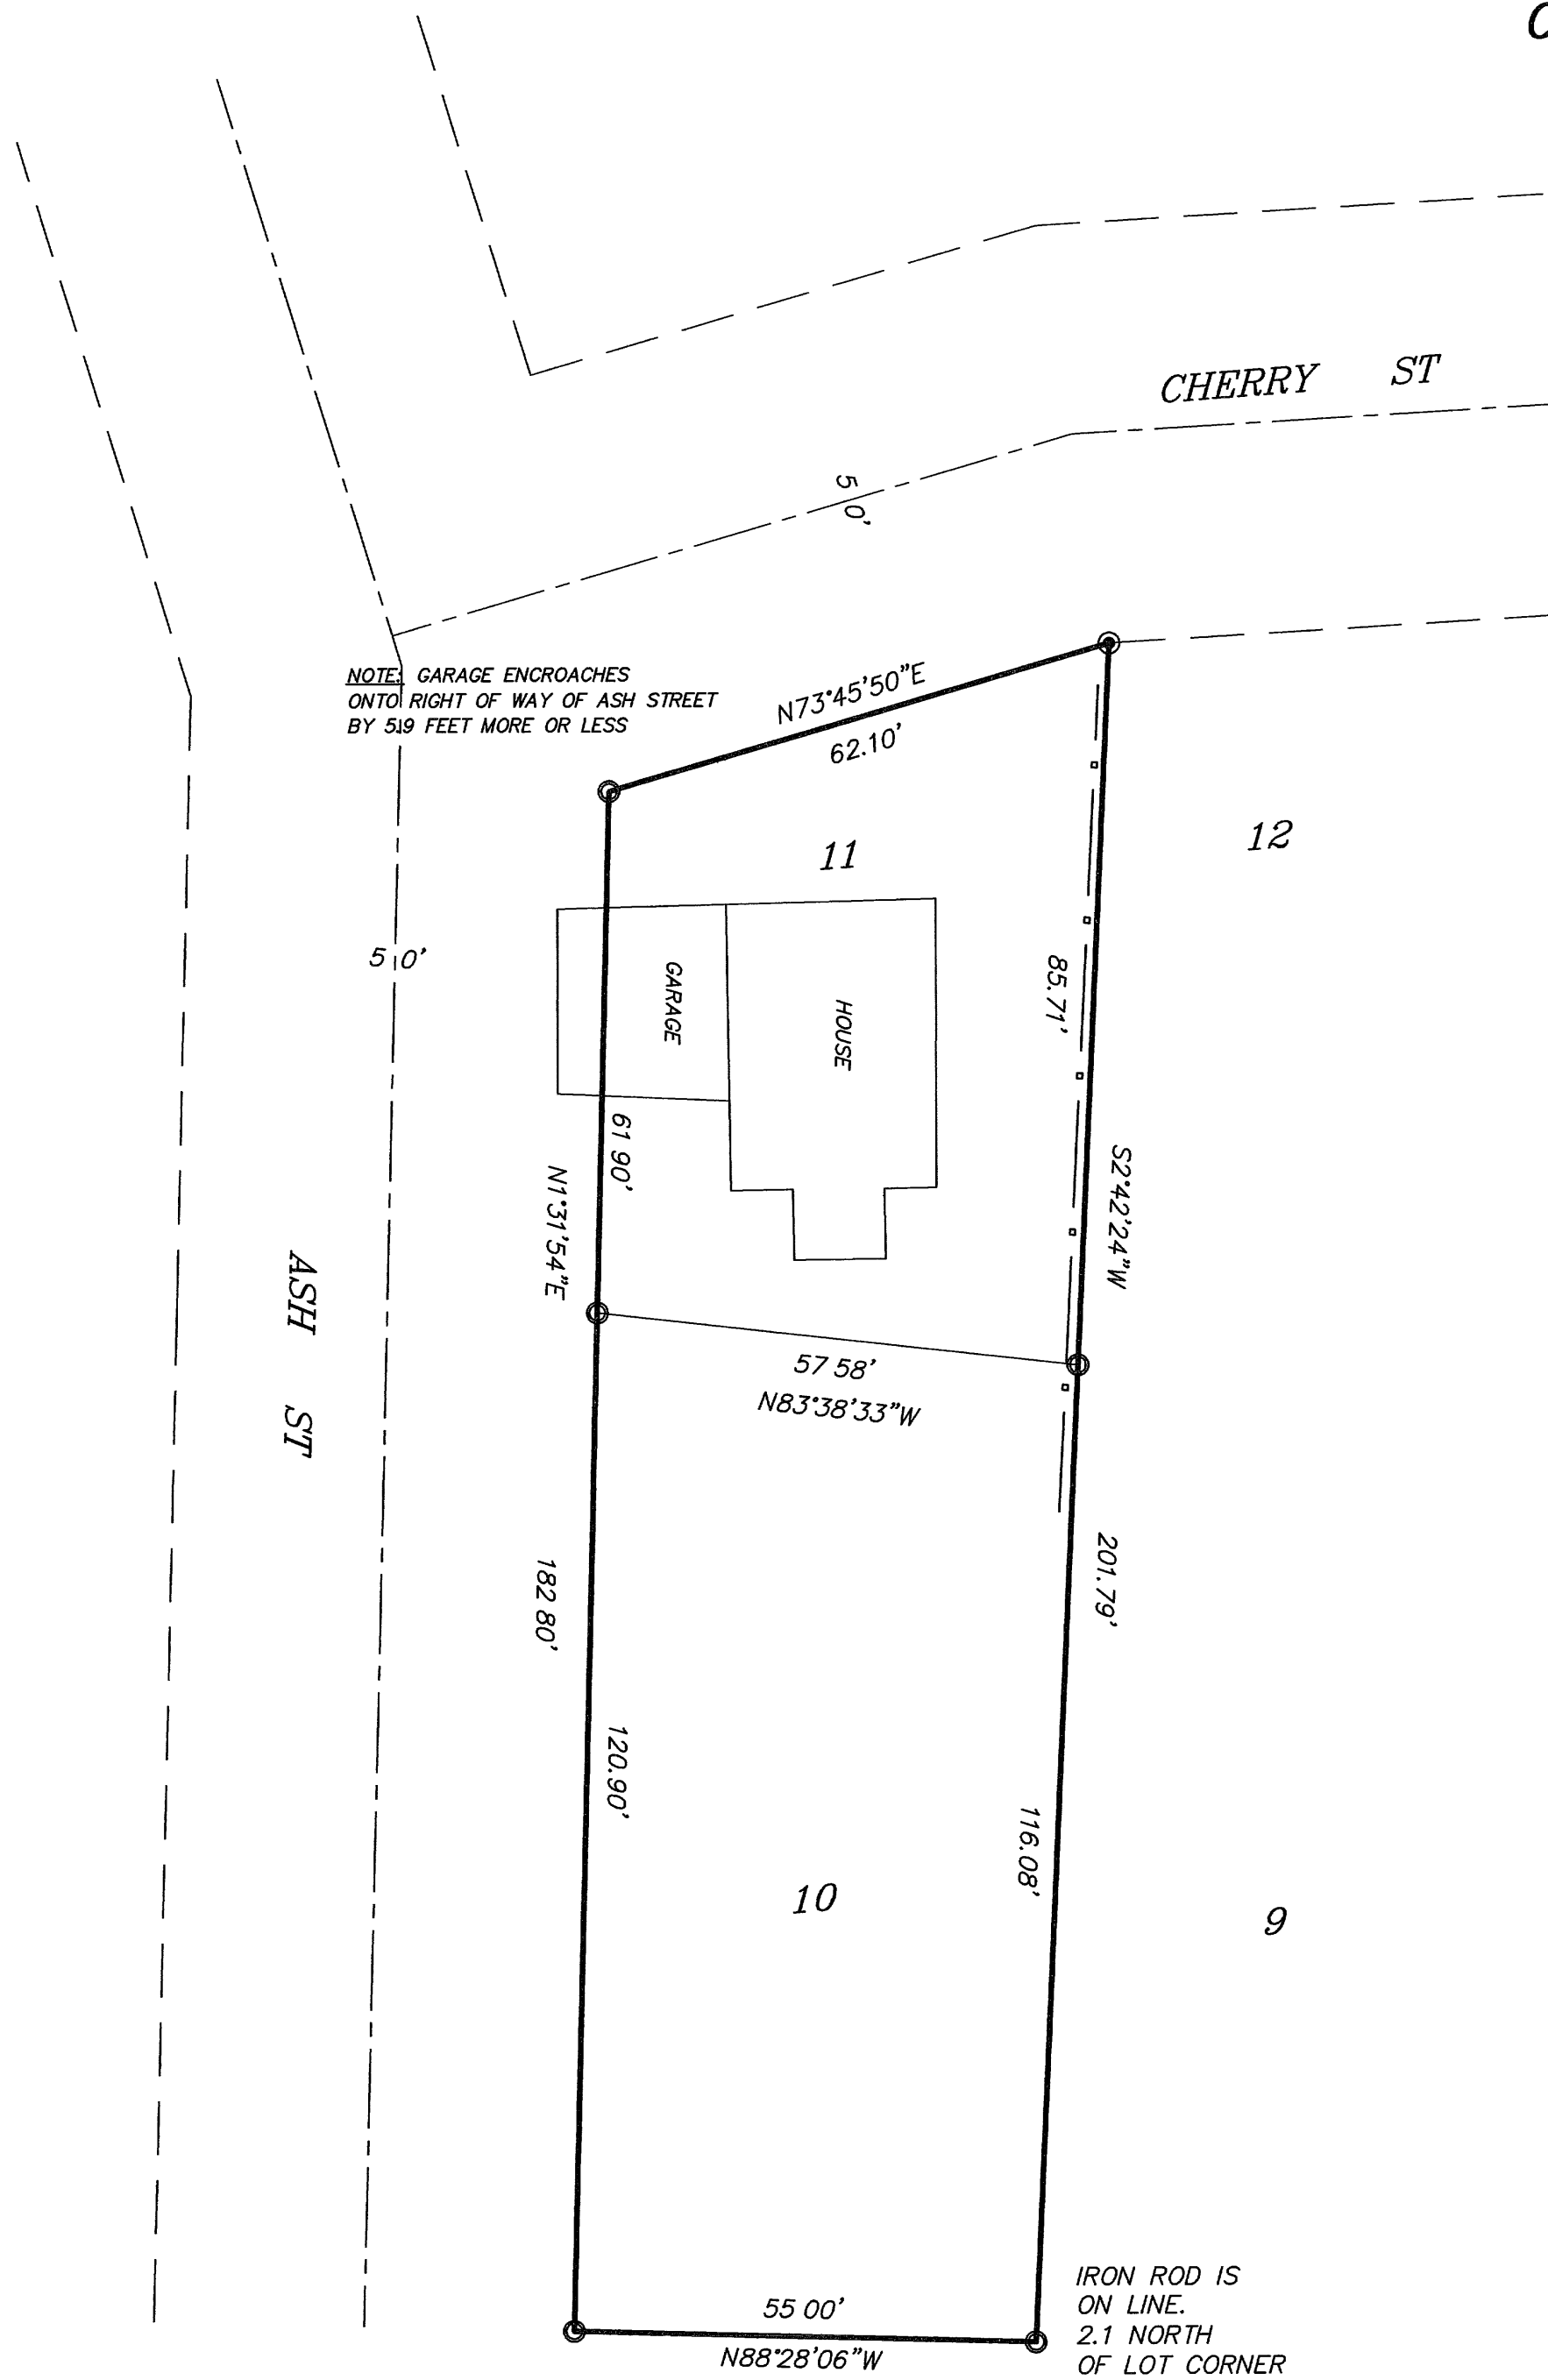 CHERRY ST
5 0'
NOTE: GARAGE ENCROACHES
ONTO RIGHT OF WAY OF ASH STREET
BY 5.9 FEET MORE OR LESS
N73°45'50"E
62.10'
11
12
5 0'
GARAGE
HOUSE
85.71'
61 90'
N1°31'54"E
S2°42'24"W
ASH ST
57 58'
N83°38'33"W
182 80'
201.79'
120.90'
116.08'
10
9
55 00'
N88°28'06"W
IRON ROD IS
ON LINE.
2.1 NORTH
OF LOT CORNER